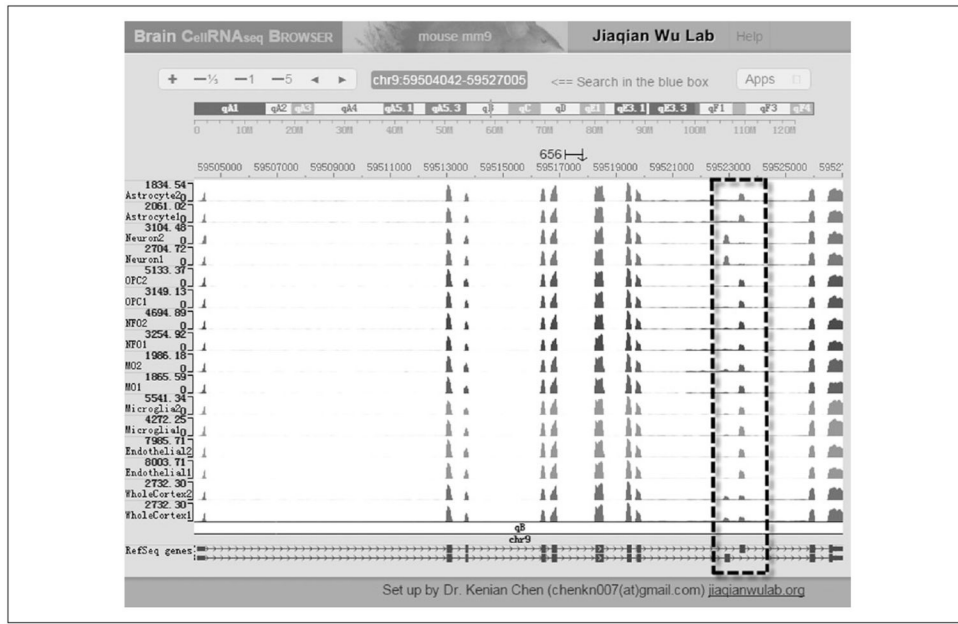 Brain CellRNAseq BROWSER mouse mm9 Jiaqian Wu Lab Help
+ −⅓ −1 −5 ◄ ► chr9:59504042-59527005 <== Search in the blue box Apps
qA1 qA2 qA3 qA4 qA5.1 qA5.3 qB qC qD qE1 qE3.1 qE3.3 qF1 qF3 qF4
0 10M 20M 30M 40M 50M 60M 70M 80M 90M 100M 110M 120M
656
59505000 59507000 59509000 59511000 59513000 59515000 59517000 59519000 59521000 59523000 59525000 5952
1834.54
Astrocyte2 0
2061.02
Astrocyte1 0
3104.48
Neuron2 0
2704.72
Neuron1 0
5133.37
OPC2 0
3149.13
OPC1 0
4694.89
NFO2 0
3254.92
NFO1 0
1986.18
MO2 0
1865.59
MO1 0
5541.34
Microglia2 0
4272.25
Microglia1 0
7985.71
Endothelial2
8003.71
Endothelial1
2732.30
WholeCortex2
2732.30
WholeCortex1
qB
chr9
RefSeq genes
Set up by Dr. Kenian Chen (chenkn007(at)gmail.com) jiaqianwulab.org